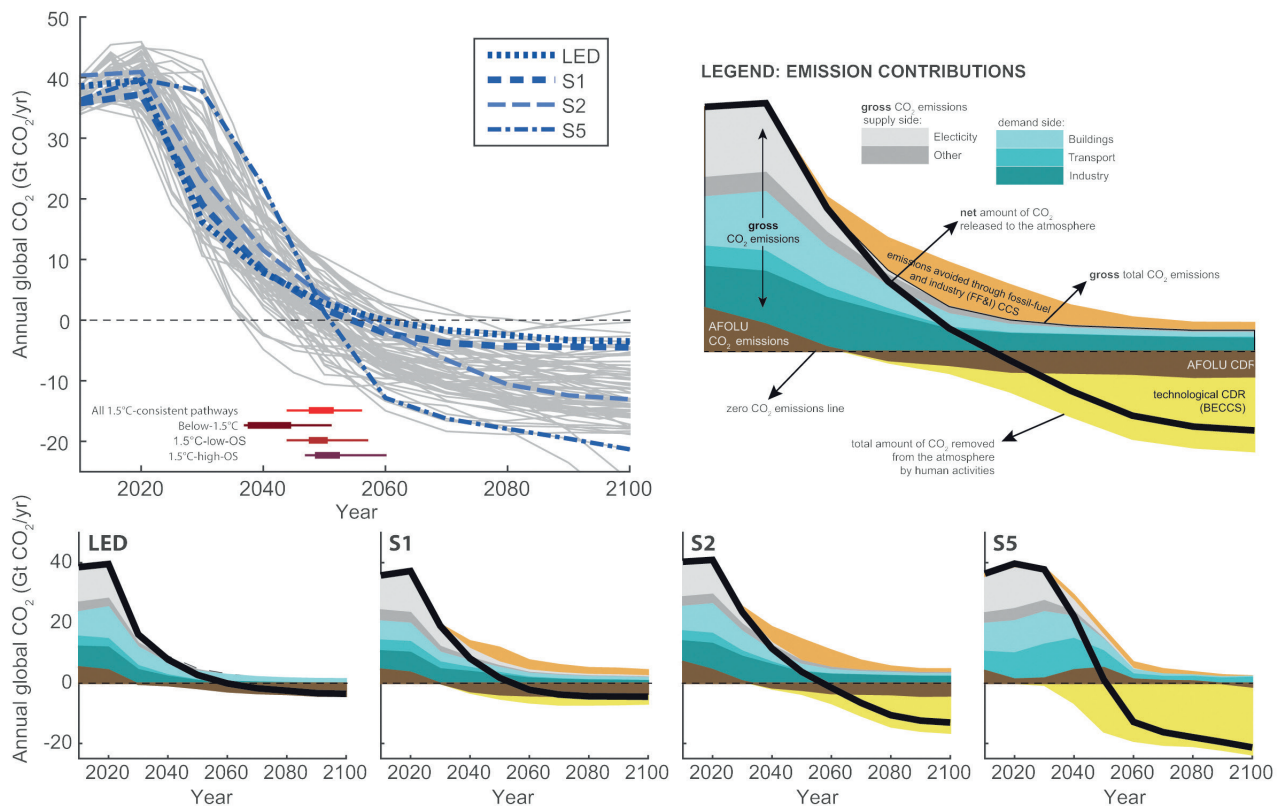 Annual global CO2 (Gt CO2/yr)
50
40
30
20
10
0
-10
-20
2020
2040
2060
2080
2100
Year
LED
S1
S2
S5
All 1.5°C-consistent pathways
Below-1.5°C
1.5°C-low-OS
1.5°C-high-OS
LEGEND: EMISSION CONTRIBUTIONS
gross CO2 emissions
supply side:
Electicity
Other
demand side:
Buildings
Transport
Industry
gross
CO2 emissions
net amount of CO2
released to the atmosphere
emissions avoided through fossil-fuel
and industry (FF&I) CCS
gross total CO2 emissions
AFOLU
CO2 emissions
AFOLU CDR
zero CO2 emissions line
technological CDR
(BECCS)
total amount of CO2 removed
from the atmosphere
by human activities
Annual global CO2 (Gt CO2/yr)
40
20
0
-20
LED
2020 2040 2060 2080 2100
Year
S1
2020 2040 2060 2080 2100
Year
S2
2020 2040 2060 2080 2100
Year
S5
2020 2040 2060 2080 2100
Year